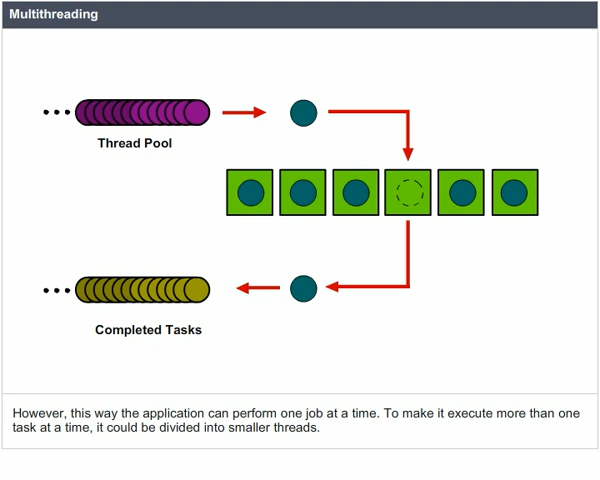 Multithreading
Thread Pool
Completed Tasks
However, this way the application can perform one job at a time. To make it execute more than one
task at a time, it could be divided into smaller threads.